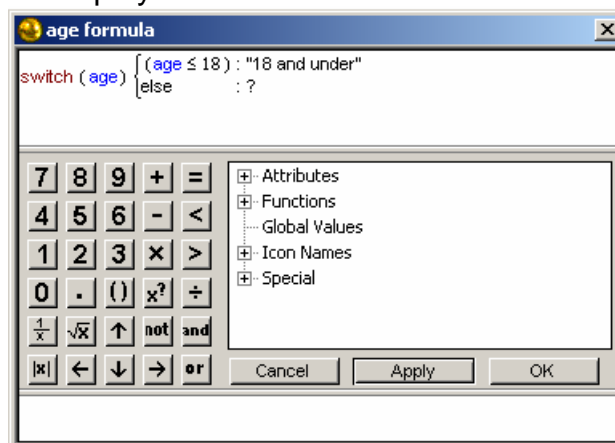 age formula
switch ( age ) { ( age ≤ 18 ) : "18 and under"
else : ?
7 8 9 + =
4 5 6 - <
1 2 3 × >
0 . () x? ÷
1/x √x ↑ not and
|x| ← ↓ → or
Attributes
Functions
Global Values
Icon Names
Special
Cancel Apply OK